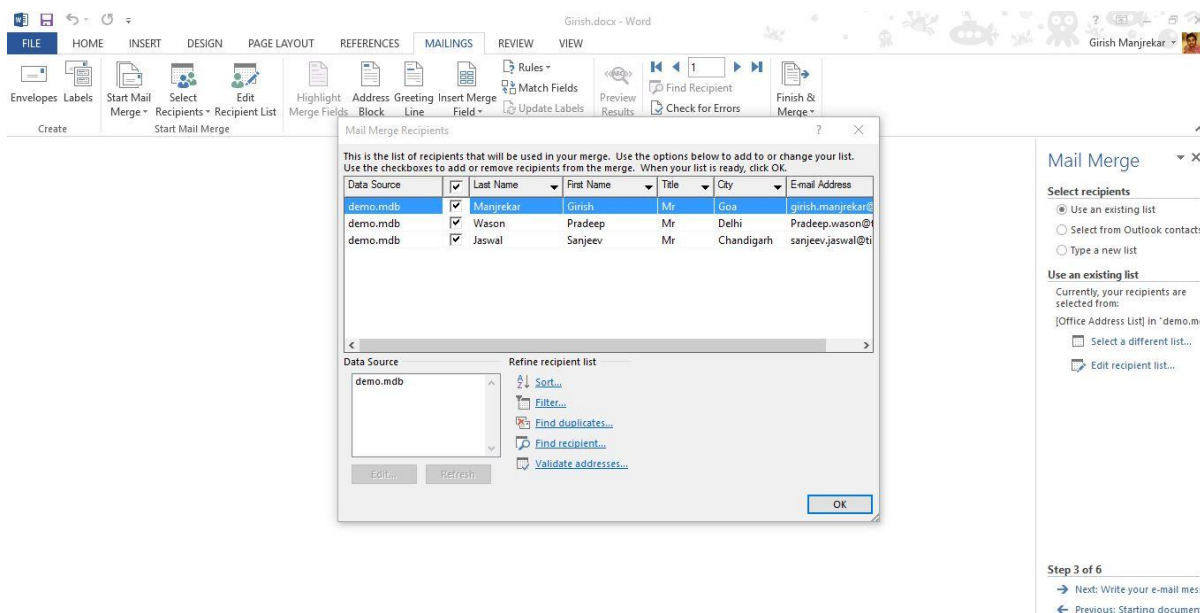 Girish.docx - Word
FILE HOME INSERT DESIGN PAGE LAYOUT REFERENCES MAILINGS REVIEW VIEW
Girish Manjrekar
Envelopes Labels
Create
Start Mail Merge Select Recipients Edit Recipient List
Start Mail Merge
Highlight Merge Fields Address Block Greeting Line Insert Merge Field
Rules
Match Fields
Update Labels
Preview Results
1
Find Recipient
Check for Errors
Finish & Merge
Mail Merge Recipients
This is the list of recipients that will be used in your merge. Use the options below to add to or change your list.
Use the checkboxes to add or remove recipients from the merge. When your list is ready, click OK.
Data Source Last Name First Name Title City E-mail Address
demo.mdb Manjrekar Girish Mr Goa girish.manjrekar@
demo.mdb Wason Pradeep Mr Delhi Pradeep.wason@t
demo.mdb Jaswal Sanjeev Mr Chandigarh sanjeev.jaswal@ti
Data Source
demo.mdb
Edit... Refresh
Refine recipient list
Sort...
Filter...
Find duplicates...
Find recipient...
Validate addresses...
OK
Mail Merge
Select recipients
Use an existing list
Select from Outlook contacts
Type a new list
Use an existing list
Currently, your recipients are
selected from:
[Office Address List] in "demo.m
Select a different list...
Edit recipient list...
Step 3 of 6
Next: Write your e-mail mes
Previous: Starting documen